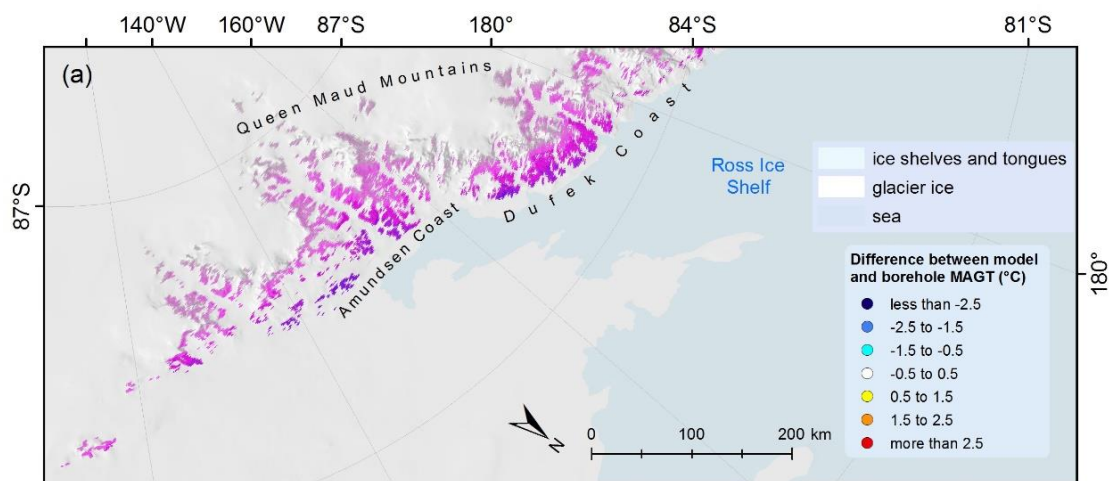 140°W 160°W 87°S 180° 84°S 81°S
(a)
Queen Maud Mountains
Dufek Coast
Amundsen Coast
Ross Ice
Shelf
87°S
180°
ice shelves and tongues
glacier ice
sea
Difference between model
and borehole MAGT (°C)
less than -2.5
-2.5 to -1.5
-1.5 to -0.5
-0.5 to 0.5
0.5 to 1.5
1.5 to 2.5
more than 2.5
N
0 100 200 km